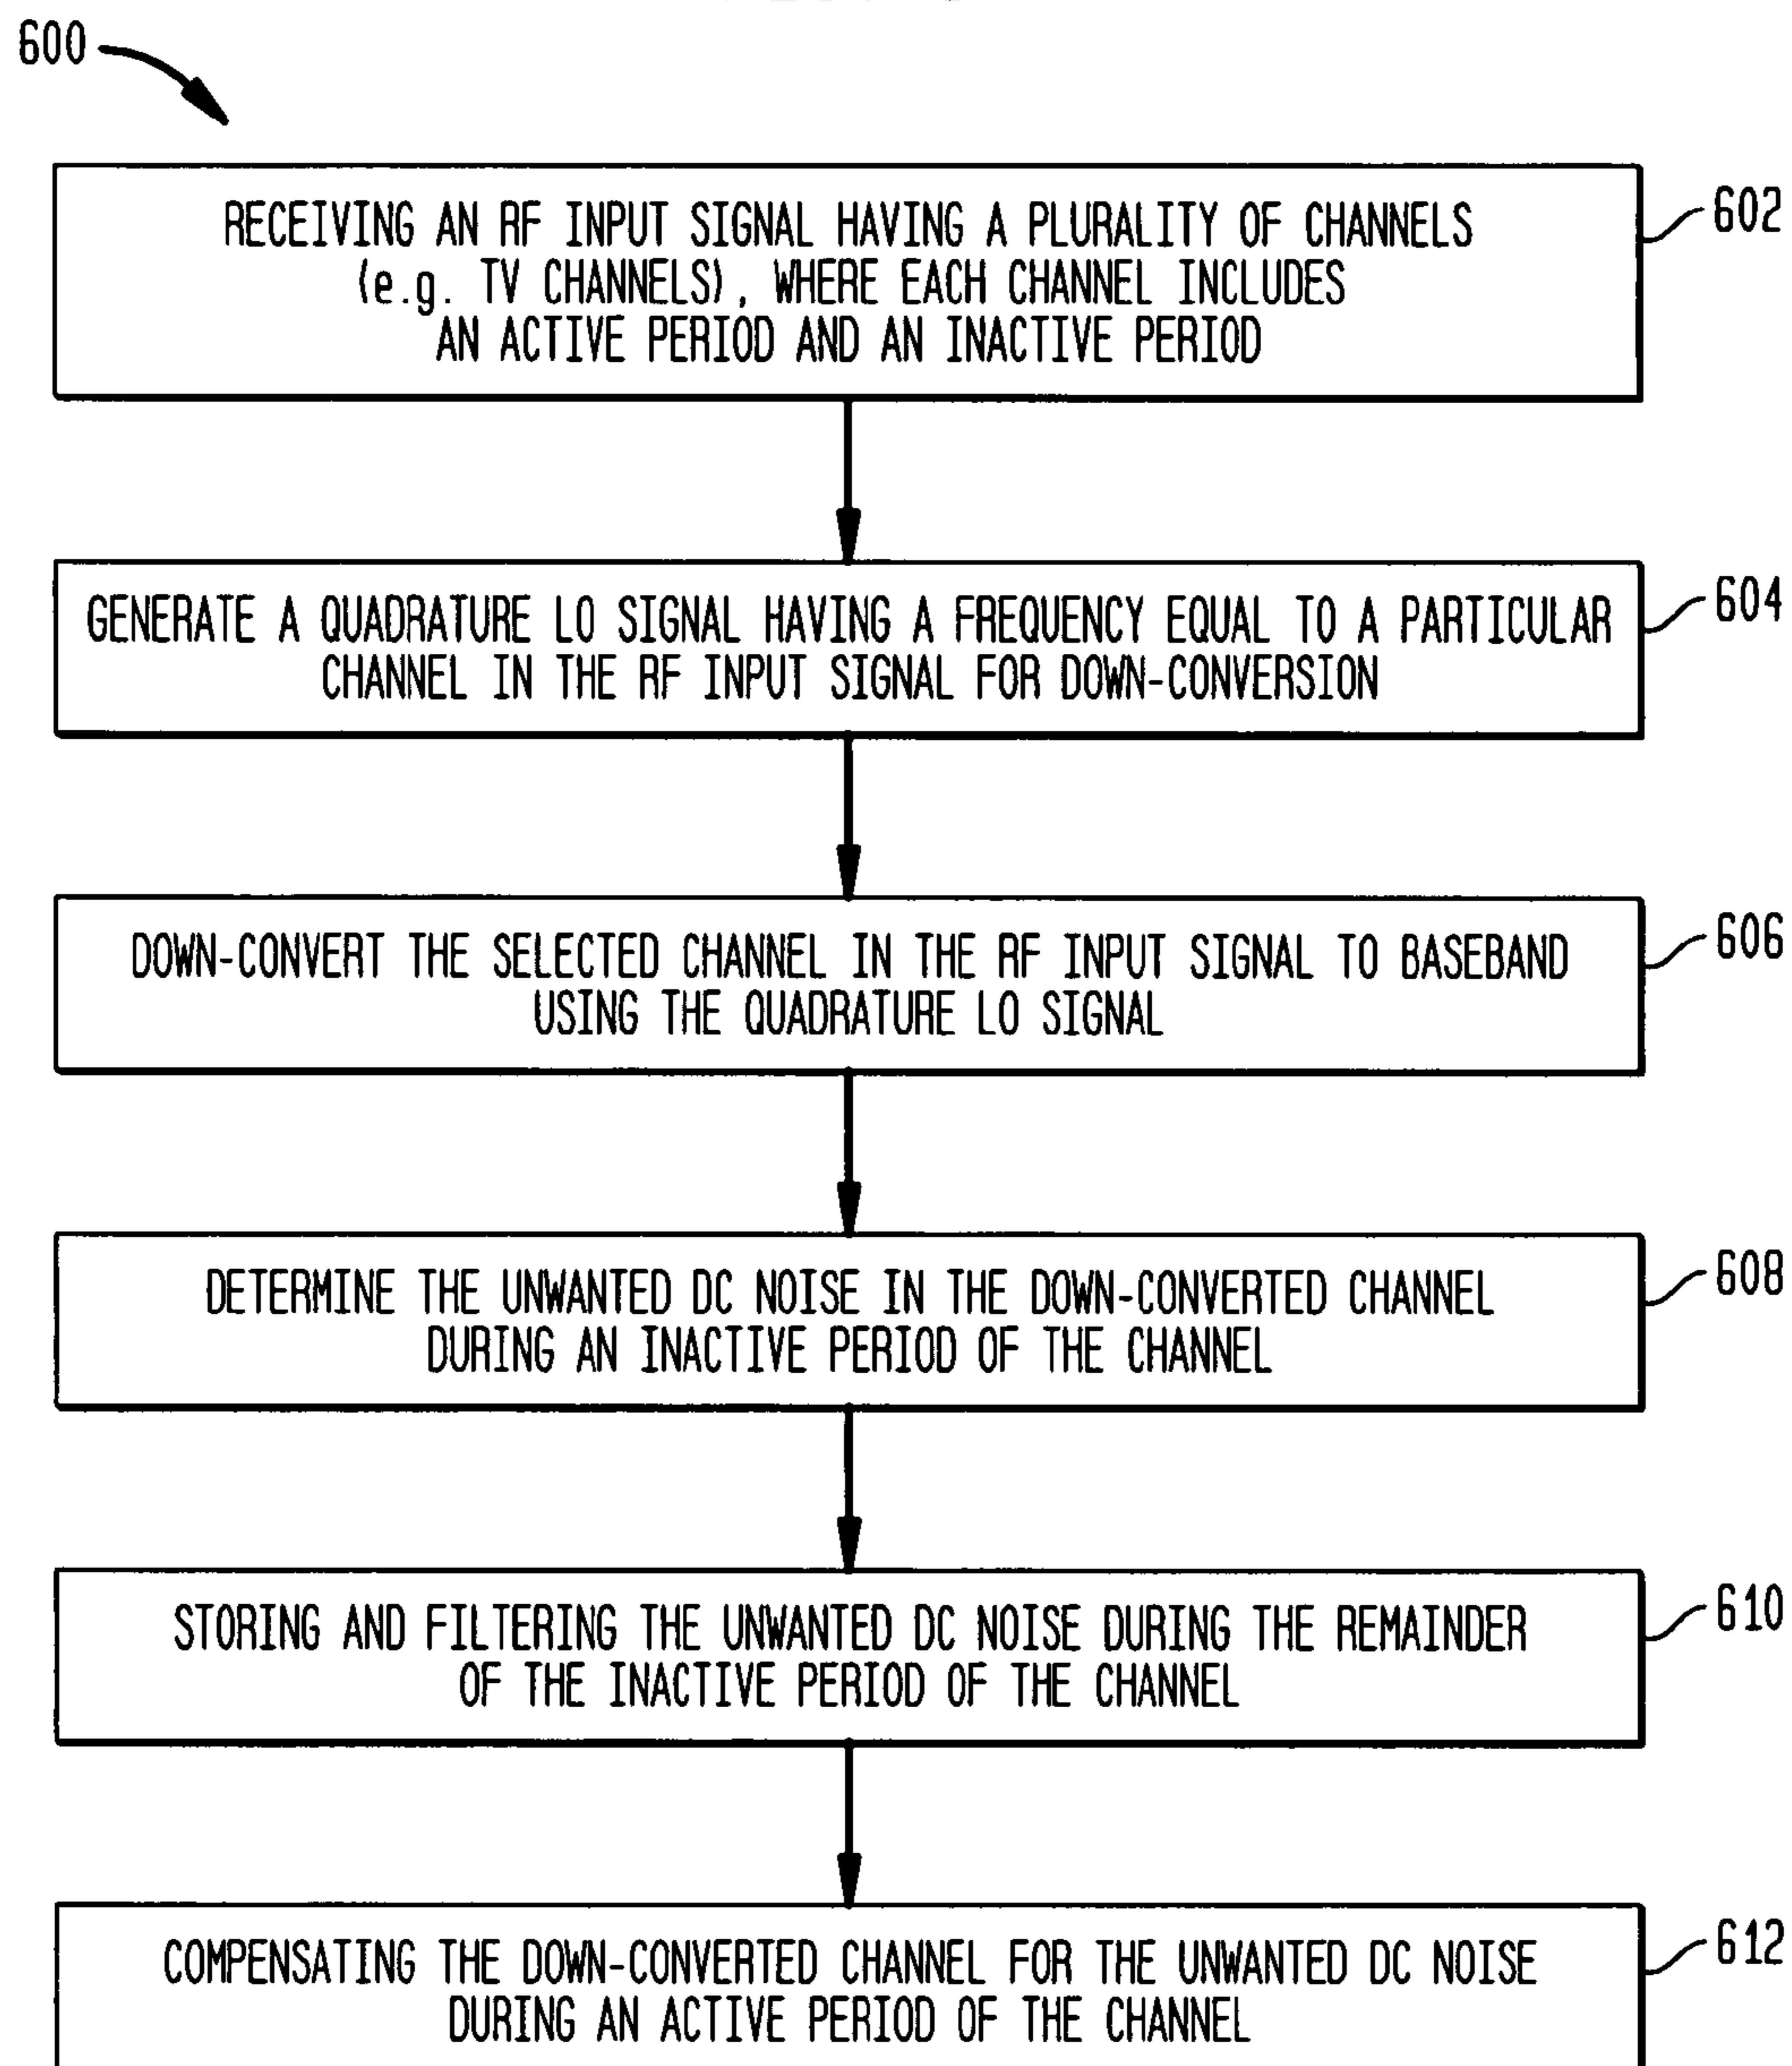 600
RECEIVING AN RF INPUT SIGNAL HAVING A PLURALITY OF CHANNELS
(e.g. TV CHANNELS), WHERE EACH CHANNEL INCLUDES
AN ACTIVE PERIOD AND AN INACTIVE PERIOD
602
GENERATE A QUADRATURE LO SIGNAL HAVING A FREQUENCY EQUAL TO A PARTICULAR
CHANNEL IN THE RF INPUT SIGNAL FOR DOWN-CONVERSION
604
DOWN-CONVERT THE SELECTED CHANNEL IN THE RF INPUT SIGNAL TO BASEBAND
USING THE QUADRATURE LO SIGNAL
606
DETERMINE THE UNWANTED DC NOISE IN THE DOWN-CONVERTED CHANNEL
DURING AN INACTIVE PERIOD OF THE CHANNEL
608
STORING AND FILTERING THE UNWANTED DC NOISE DURING THE REMAINDER
OF THE INACTIVE PERIOD OF THE CHANNEL
610
COMPENSATING THE DOWN-CONVERTED CHANNEL FOR THE UNWANTED DC NOISE
DURING AN ACTIVE PERIOD OF THE CHANNEL
612